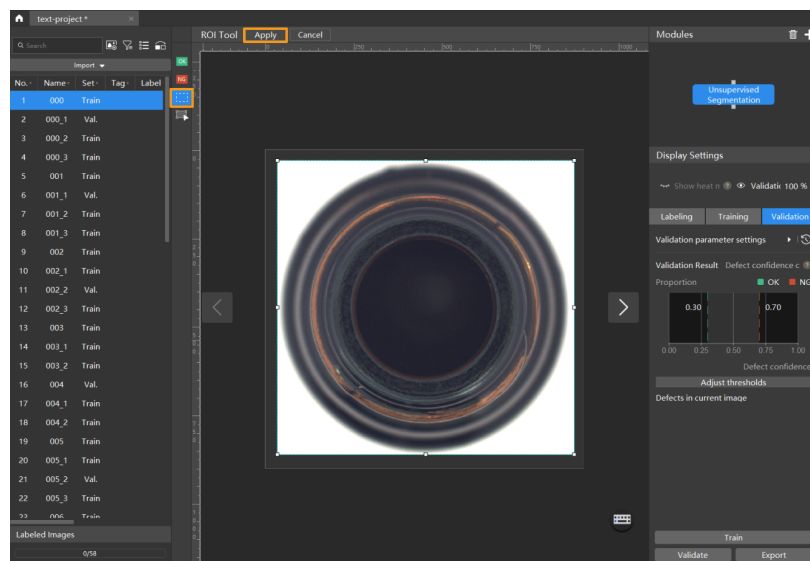 text-project *
ROI Tool Apply Cancel
Modules
Search
Import
No. Name Set Tag Label
1 000 Train
2 000_1 Val.
3 000_2 Train
4 000_3 Train
5 001 Train
6 001_1 Val.
7 001_2 Train
8 001_3 Train
9 002 Train
10 002_1 Train
11 002_2 Val.
12 002_3 Train
13 003 Train
14 003_1 Train
15 003_2 Train
16 004 Val.
17 004_1 Train
18 004_2 Train
19 005 Train
20 005_1 Train
21 005_2 Val.
22 005_3 Train
23 006 Train
Labeled Images
0/58
OK
NG
0 250 500 750 1000
Unsupervised
Segmentation
Display Settings
Show heat m Validatic 100 %
Labeling Training Validation
Validation parameter settings
Validation Result Defect confidence c
Proportion OK NG
0.30 0.70
0.00 0.25 0.50 0.75 1.00
Defect confidence
Adjust thresholds
Defects in current image
Train
Validate Export